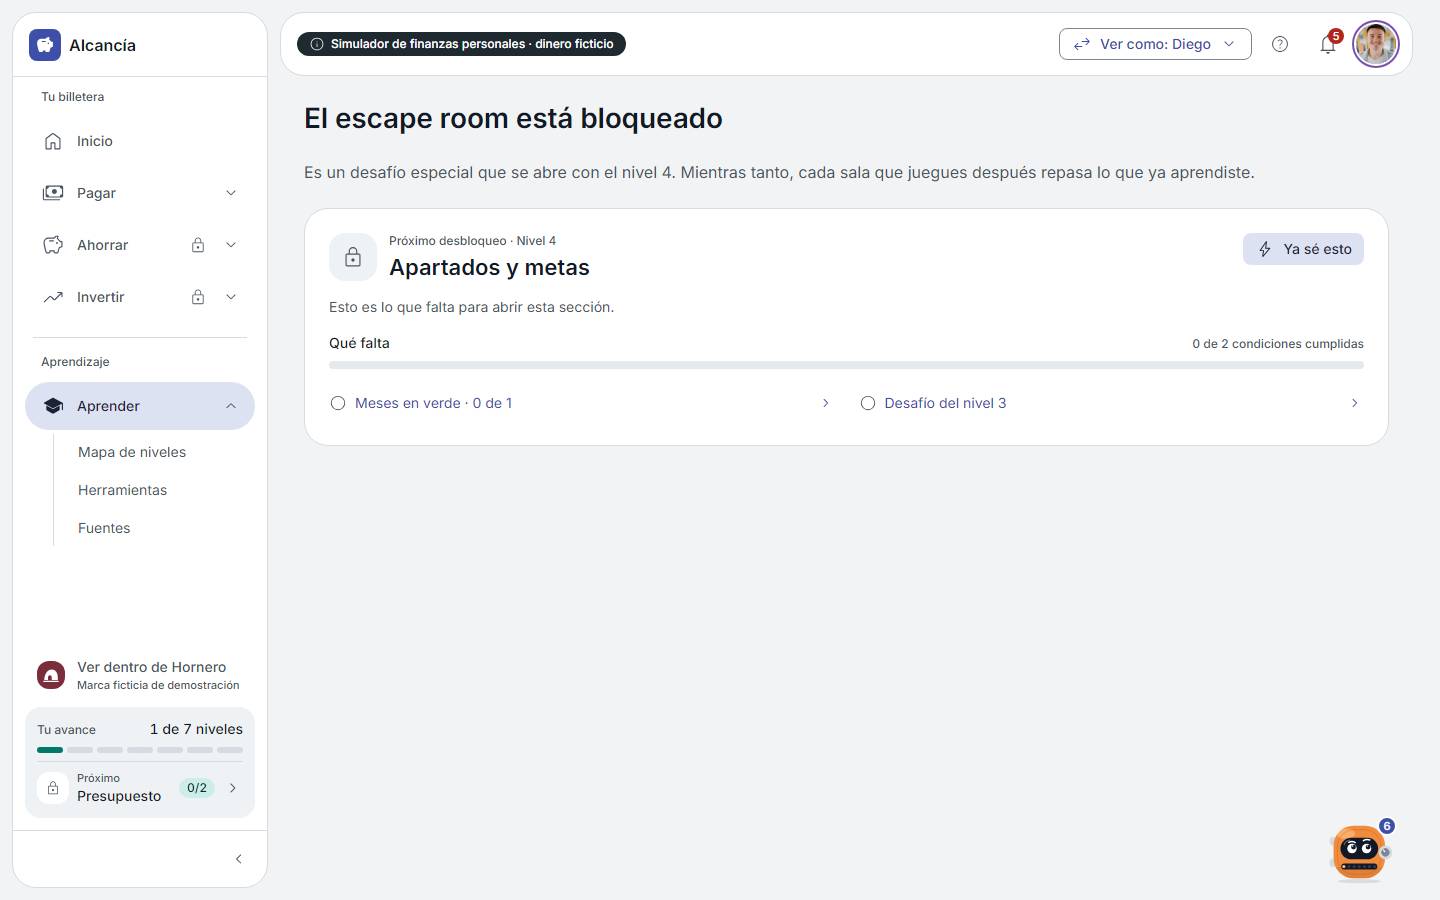 Alcancía
Simulador de finanzas personales · dinero ficticio
Ver como: Diego
5
Tu billetera
Inicio
Pagar
Ahorrar
Invertir
Aprendizaje
Aprender
Mapa de niveles
Herramientas
Fuentes
Ver dentro de Hornero
Marca ficticia de demostración
Tu avance
1 de 7 niveles
Próximo
Presupuesto
0/2
El escape room está bloqueado
Es un desafío especial que se abre con el nivel 4. Mientras tanto, cada sala que juegues después repasa lo que ya aprendiste.
Próximo desbloqueo · Nivel 4
Apartados y metas
Ya sé esto
Esto es lo que falta para abrir esta sección.
Qué falta
0 de 2 condiciones cumplidas
Meses en verde · 0 de 1
Desafío del nivel 3
6